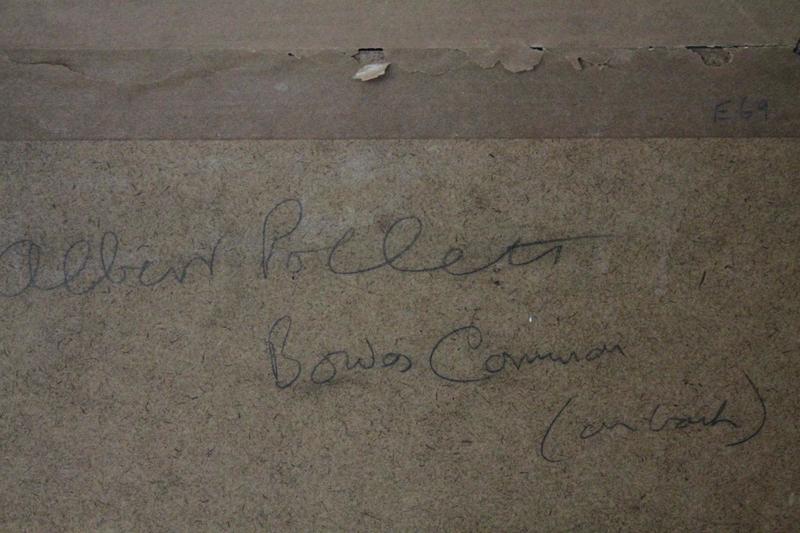 E69
Albert Pollett
Bowes Common
(on back)